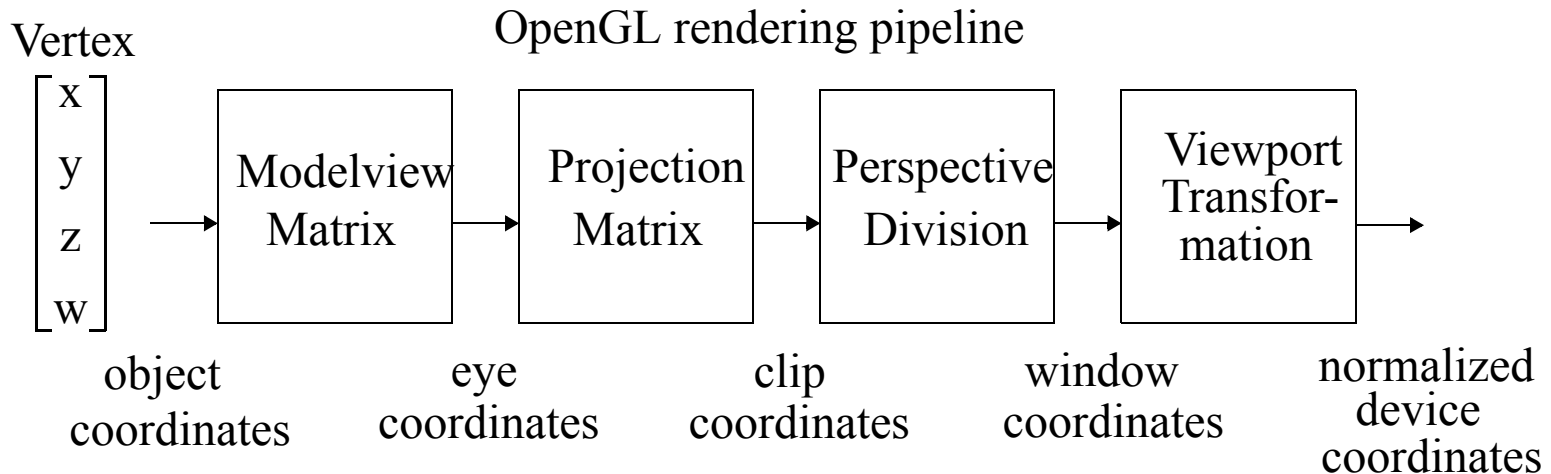 OpenGL rendering pipeline
Vertex
x
y
z
w
Modelview
Matrix
Projection
Matrix
Perspective
Division
Viewport
Transfor-
mation
object
coordinates
eye
coordinates
clip
coordinates
window
coordinates
normalized
device
coordinates